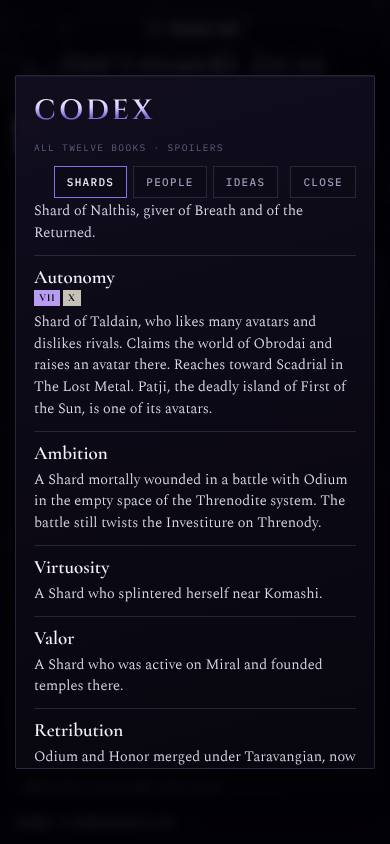 CODEX
ALL TWELVE BOOKS · SPOILERS
SHARDS PEOPLE IDEAS CLOSE
Shard of Nalthis, giver of Breath and of the
Returned.
Autonomy
VII X
Shard of Taldain, who likes many avatars and
dislikes rivals. Claims the world of Obrodai and
raises an avatar there. Reaches toward Scadrial in
The Lost Metal. Patji, the deadly island of First of
the Sun, is one of its avatars.
Ambition
A Shard mortally wounded in a battle with Odium
in the empty space of the Threnodite system. The
battle still twists the Investiture on Threnody.
Virtuosity
A Shard who splintered herself near Komashi.
Valor
A Shard who was active on Miral and founded
temples there.
Retribution
Odium and Honor merged under Taravangian, now